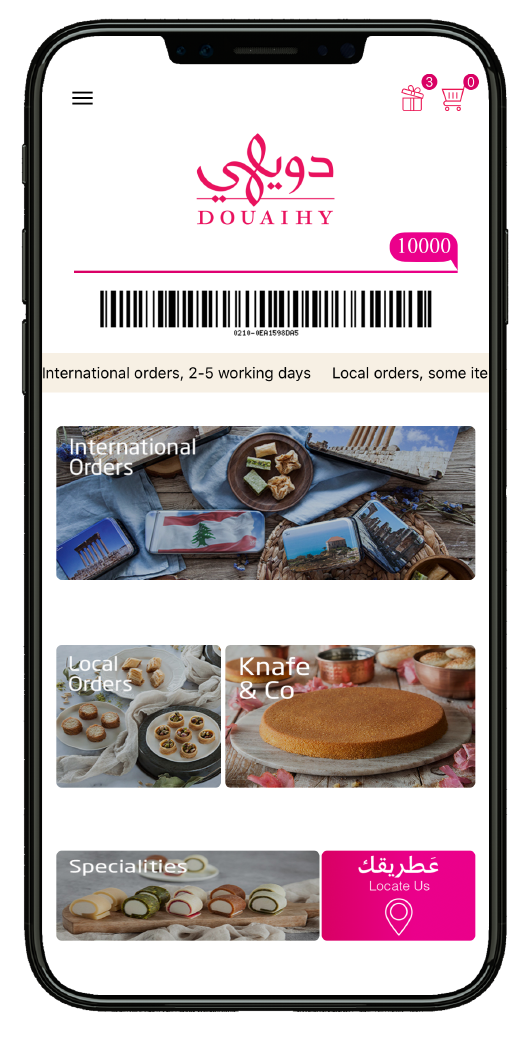 3
0
دويهي
DOUAIHY
10000
0210-0EA1598DA5
International orders, 2-5 working days Local orders, some ite
International
Orders
Local
Orders
Knafe
& Co
Specialities
عَطريقك
Locate Us